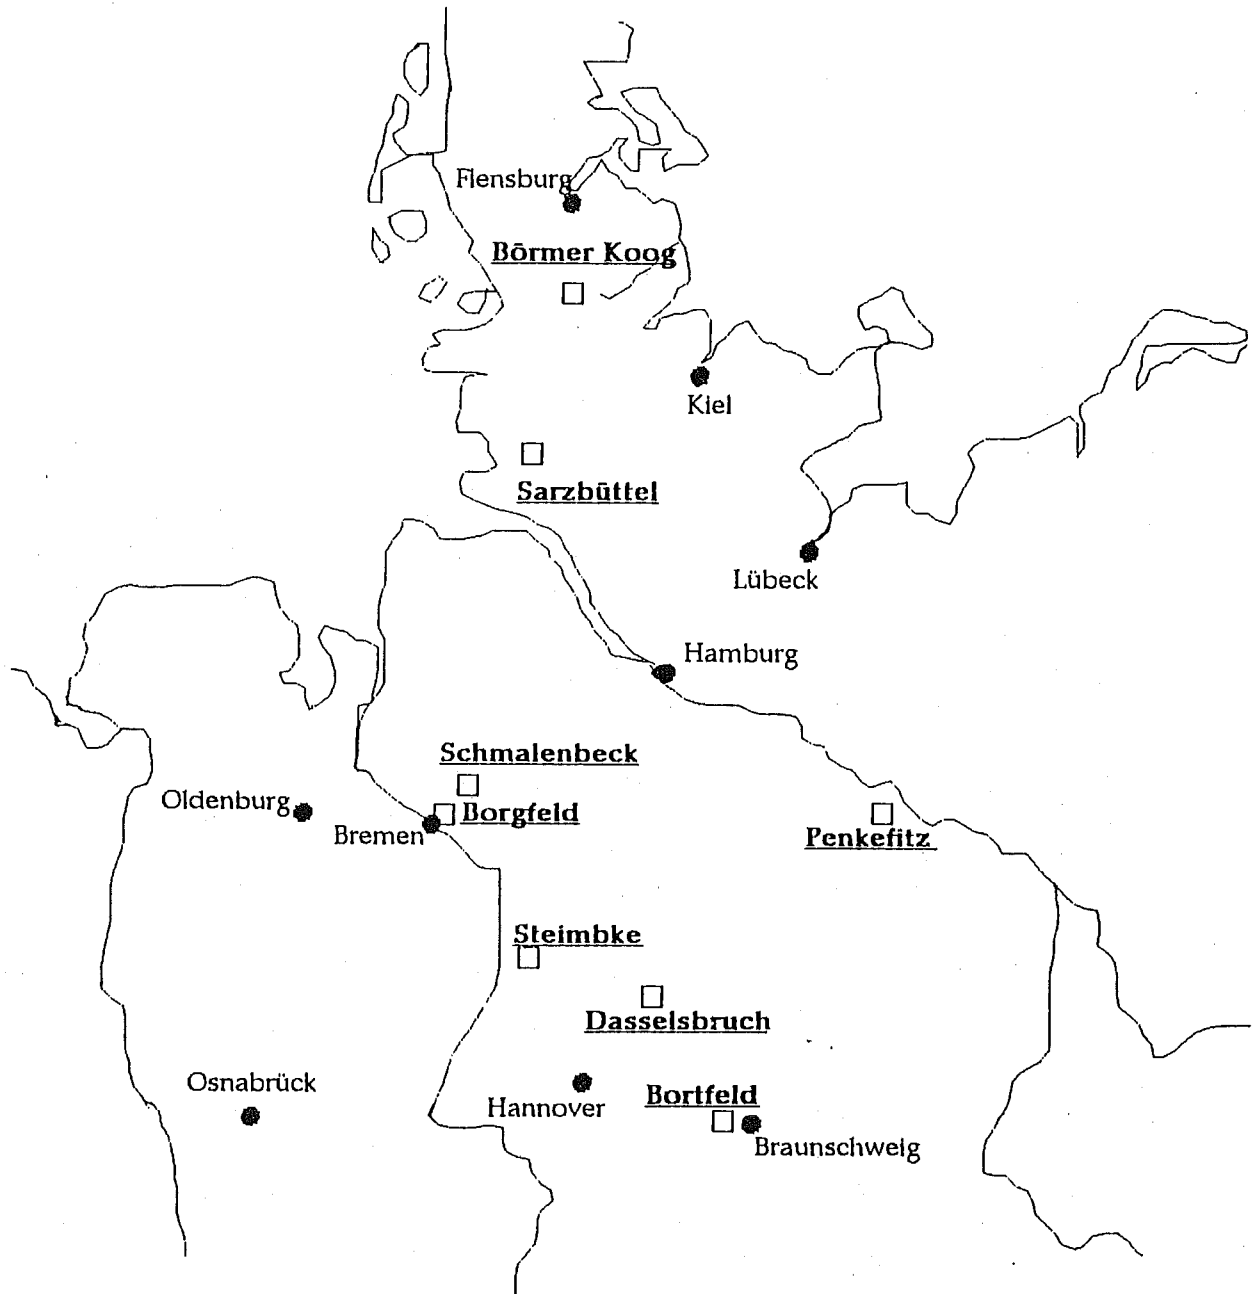 Flensburg
Börmer Koog
Kiel
Sarzbüttel
Lübeck
Hamburg
Schmalenbeck
Oldenburg
Borgfeld
Bremen
Penkefitz
Steimbke
Dasselsbruch
Osnabrück
Hannover
Bortfeld
Braunschweig